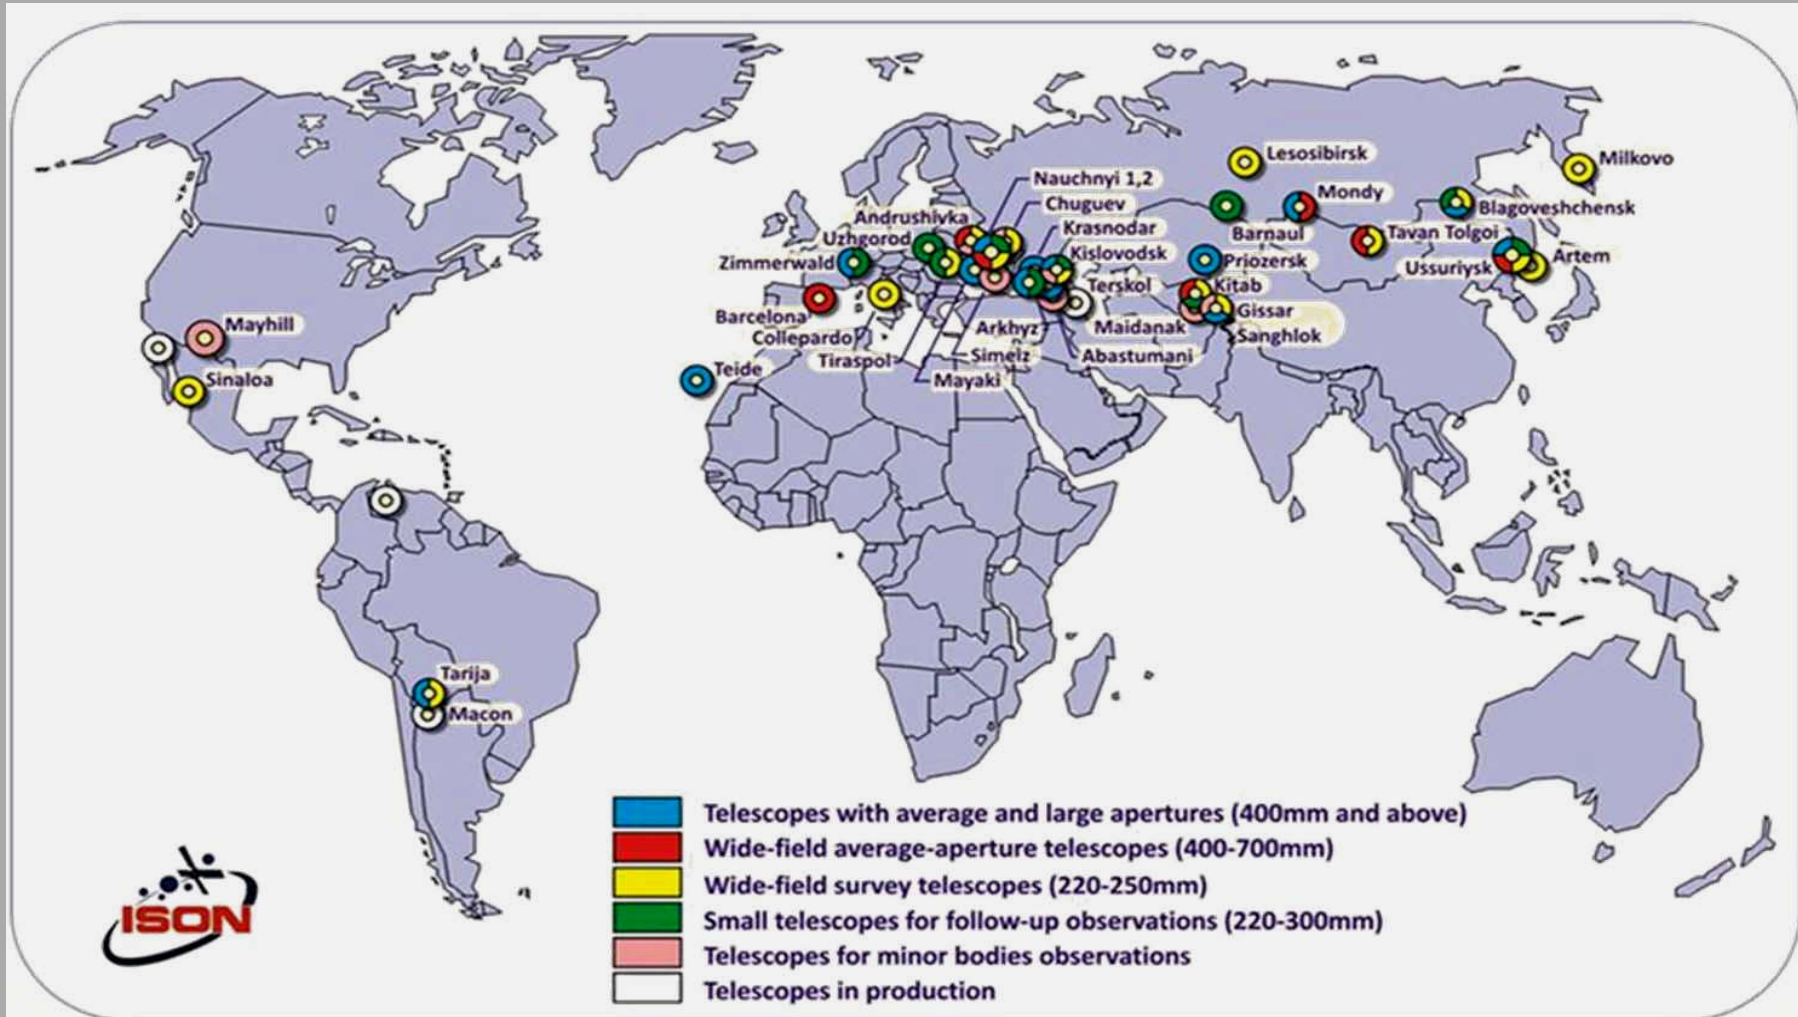 Lesosibirsk
Milkovo
Nauchnyi 1,2
Mondy
Chuguev
Blagoveshchensk
Andrushivka
Krasnodar
Barnaul
Tavan Tolgoi
Uzhgorod
Kislovodsk
Artem
Zimmerwald
Priozersk
Ussuriysk
Terskol
Kitab
Barcelona
Gissar
Mayhill
Arkhyz
Maidanak
Sanghlok
Collepardo
Tiraspol
Simeiz
Abastumani
Teide
Sinaloa
Mayaki
Tarija
Macon
Telescopes with average and large apertures (400mm and above)
Wide-field average-aperture telescopes (400-700mm)
Wide-field survey telescopes (220-250mm)
Small telescopes for follow-up observations (220-300mm)
Telescopes for minor bodies observations
Telescopes in production
ISON